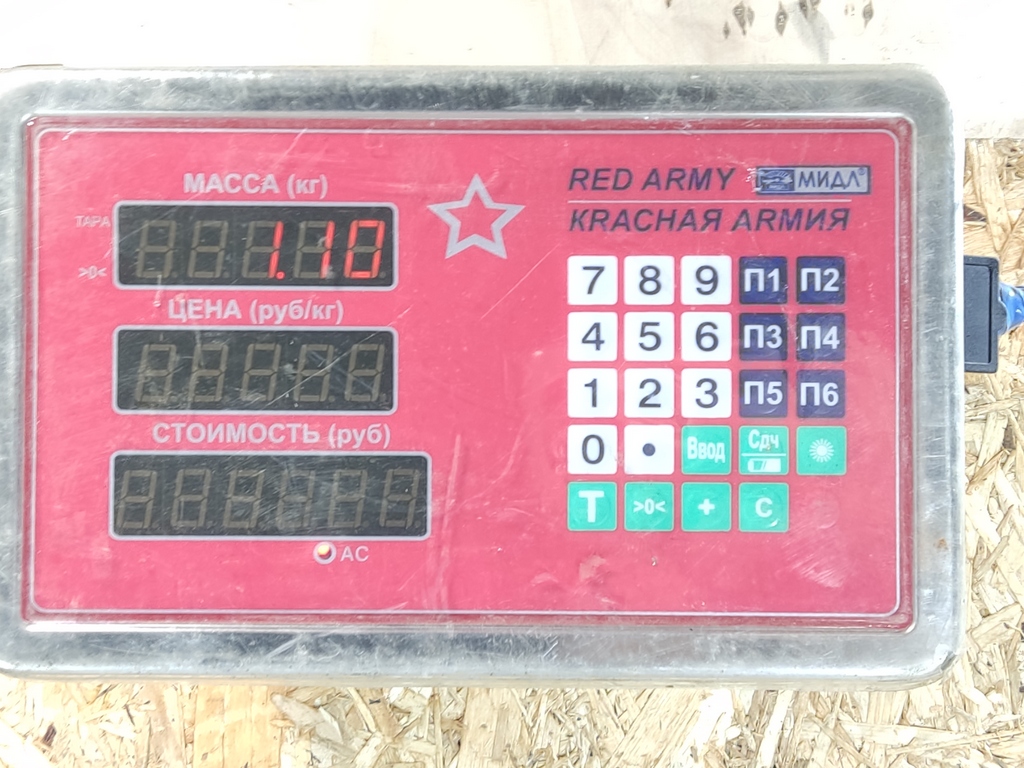 МАССА (кг)
ТАРА
1.10
>0<
ЦЕНА (руб/кг)
СТОИМОСТЬ (руб)
AC
RED ARMY МИДЛ®
КRАСНАЯ АRМИЯ
7 8 9 П1 П2
4 5 6 П3 П4
1 2 3 П5 П6
0 • Ввод Сдч
T >0< + C